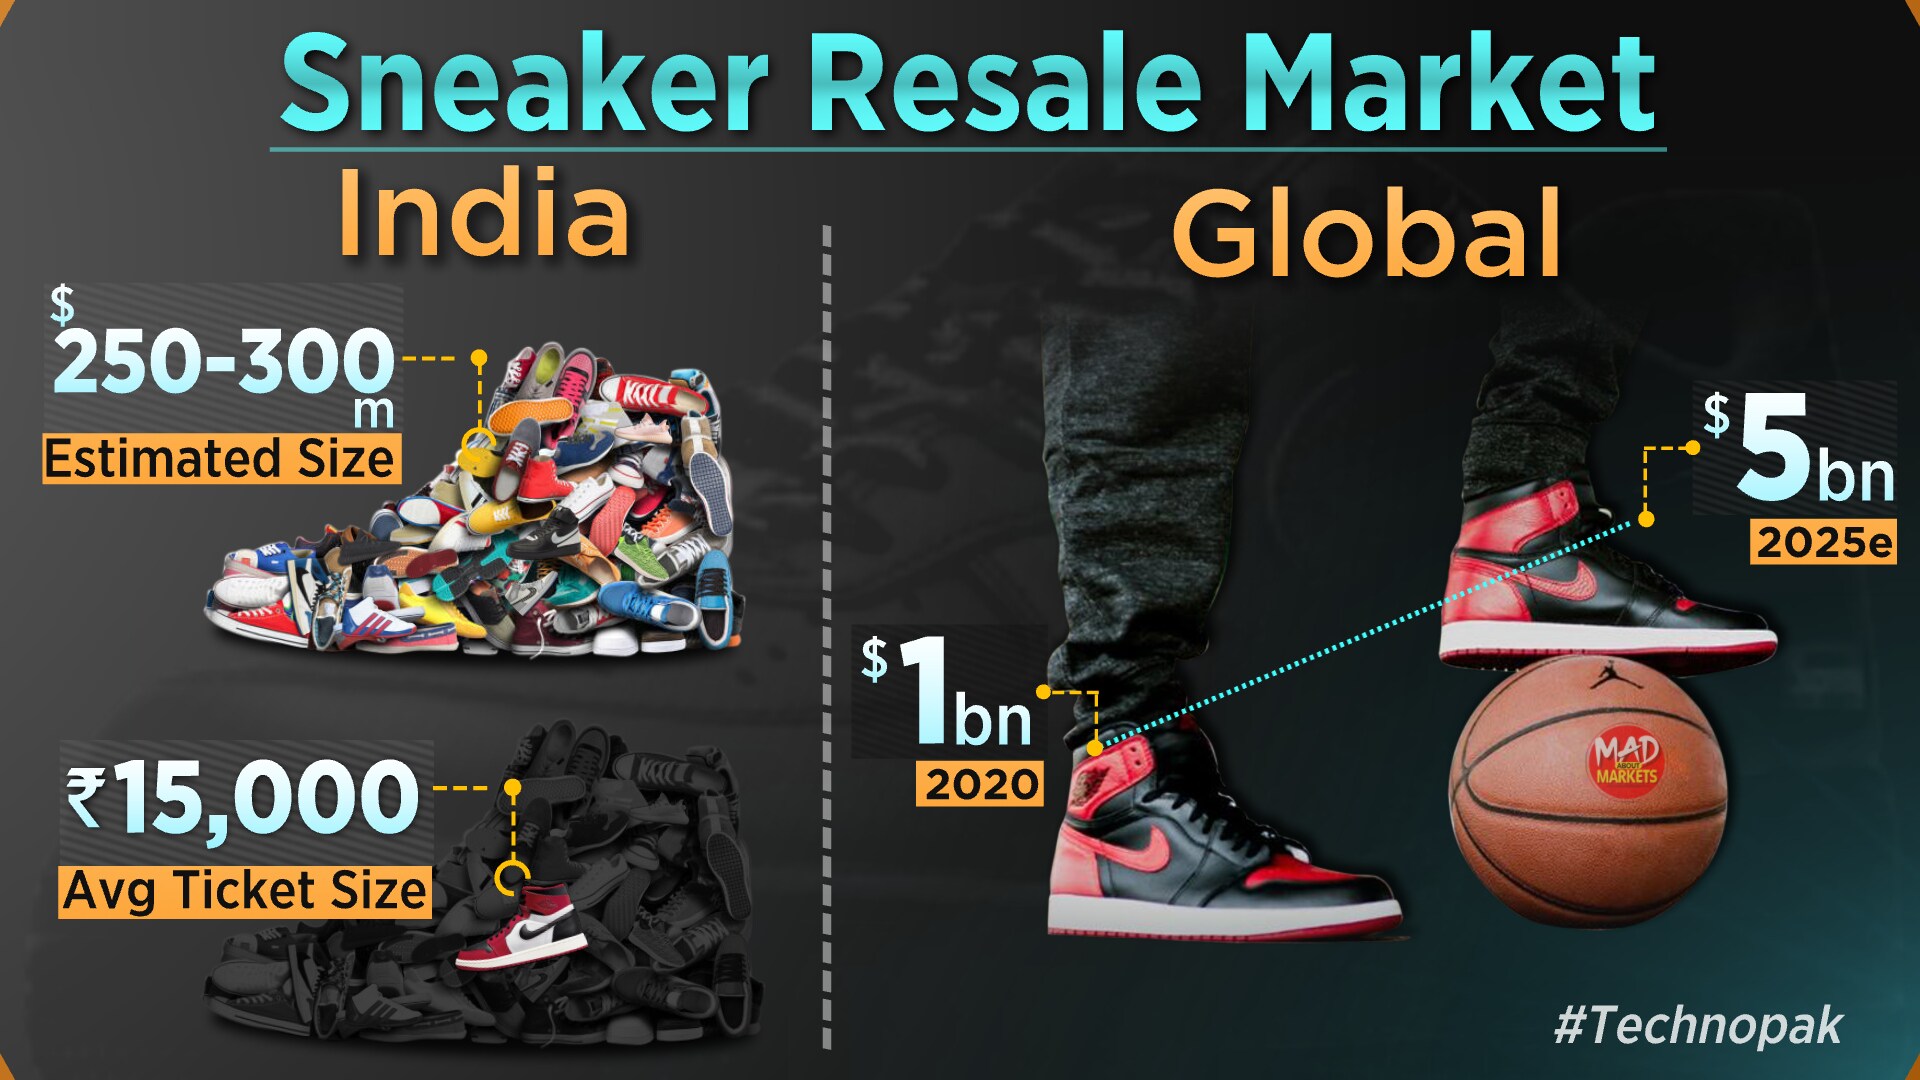 Sneaker Resale Market
India
$
250-300
m
Estimated Size
₹15,000
Avg Ticket Size
Global
$1bn
2020
$5bn
2025e
MAD
ABOUT
MARKETS
#Technopak